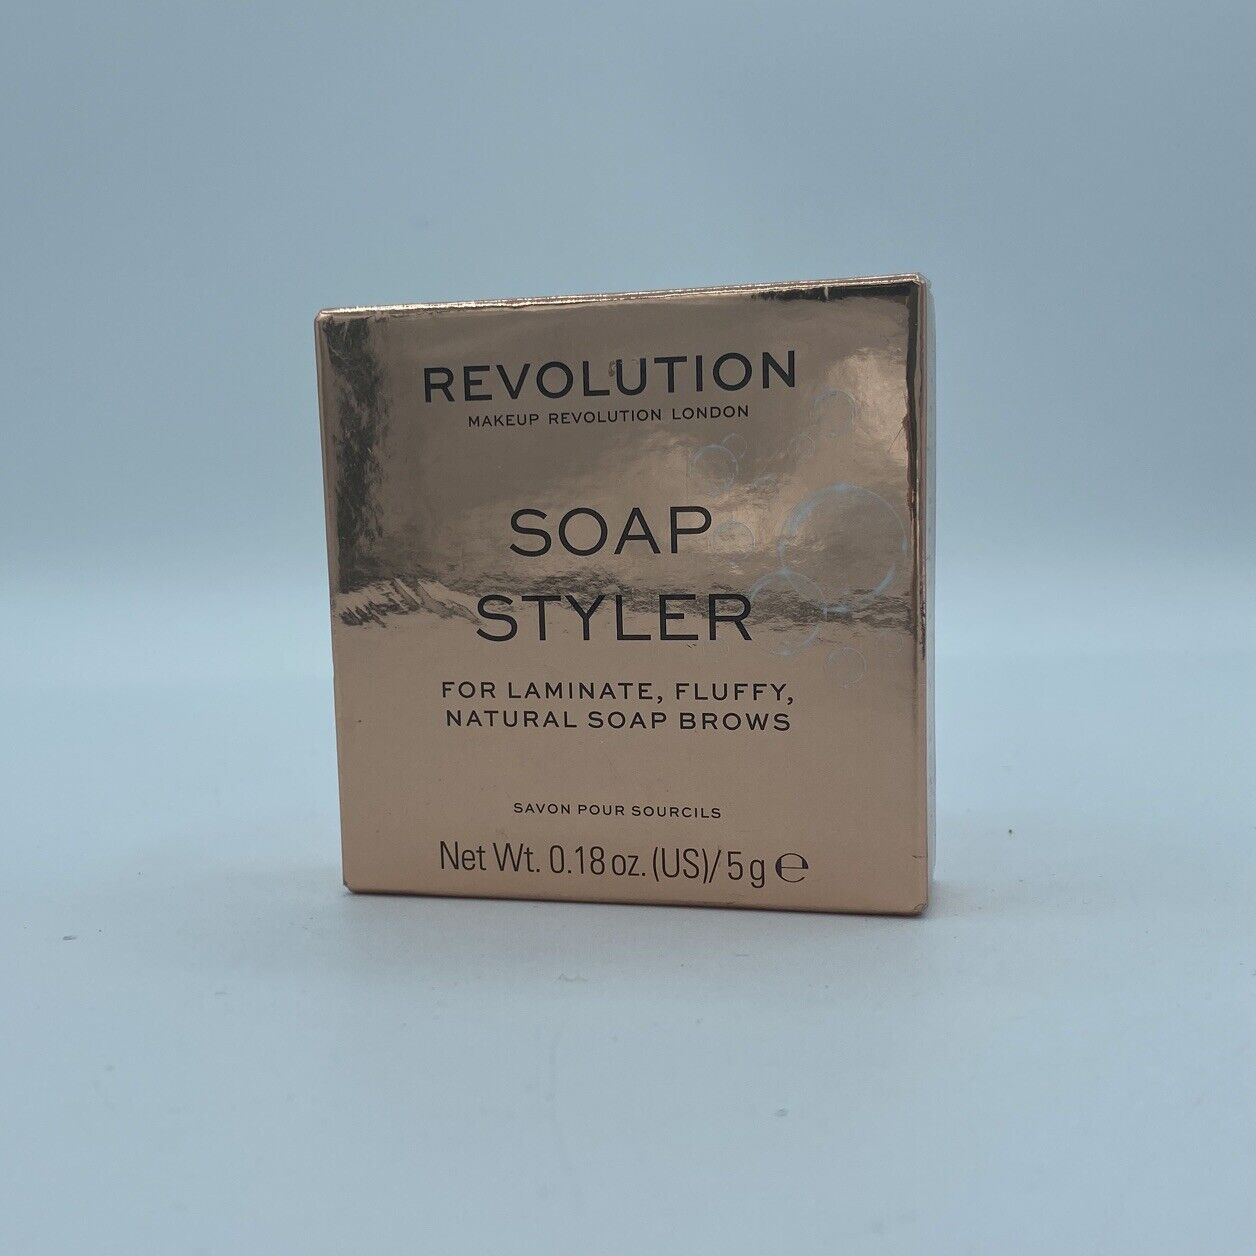 REVOLUTION
MAKEUP REVOLUTION LONDON
SOAP
STYLER
FOR LAMINATE, FLUFFY,
NATURAL SOAP BROWS
SAVON POUR SOURCILS
Net Wt. 0.18 oz. (US)/ 5 g ℮